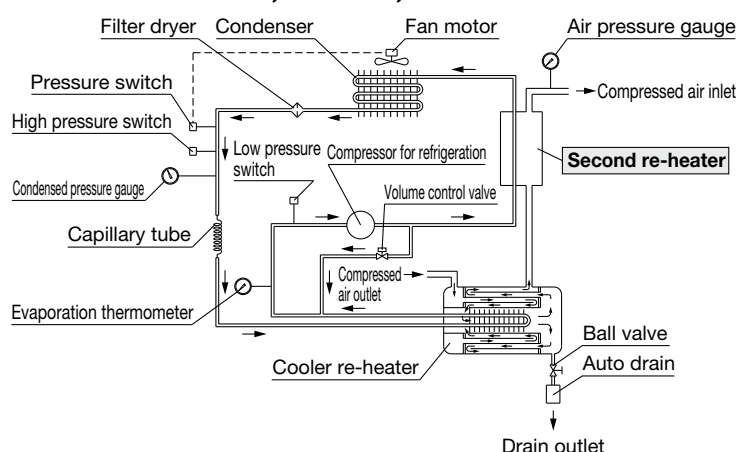 Filter dryer
Condenser
Fan motor
Air pressure gauge
Pressure switch
Compressed air inlet
High pressure switch
Low pressure
switch
Compressor for refrigeration
Second re-heater
Condensed pressure gauge
Volume control valve
Capillary tube
Compressed
air outlet
Evaporation thermometer
Ball valve
Cooler re-heater
Auto drain
Drain outlet